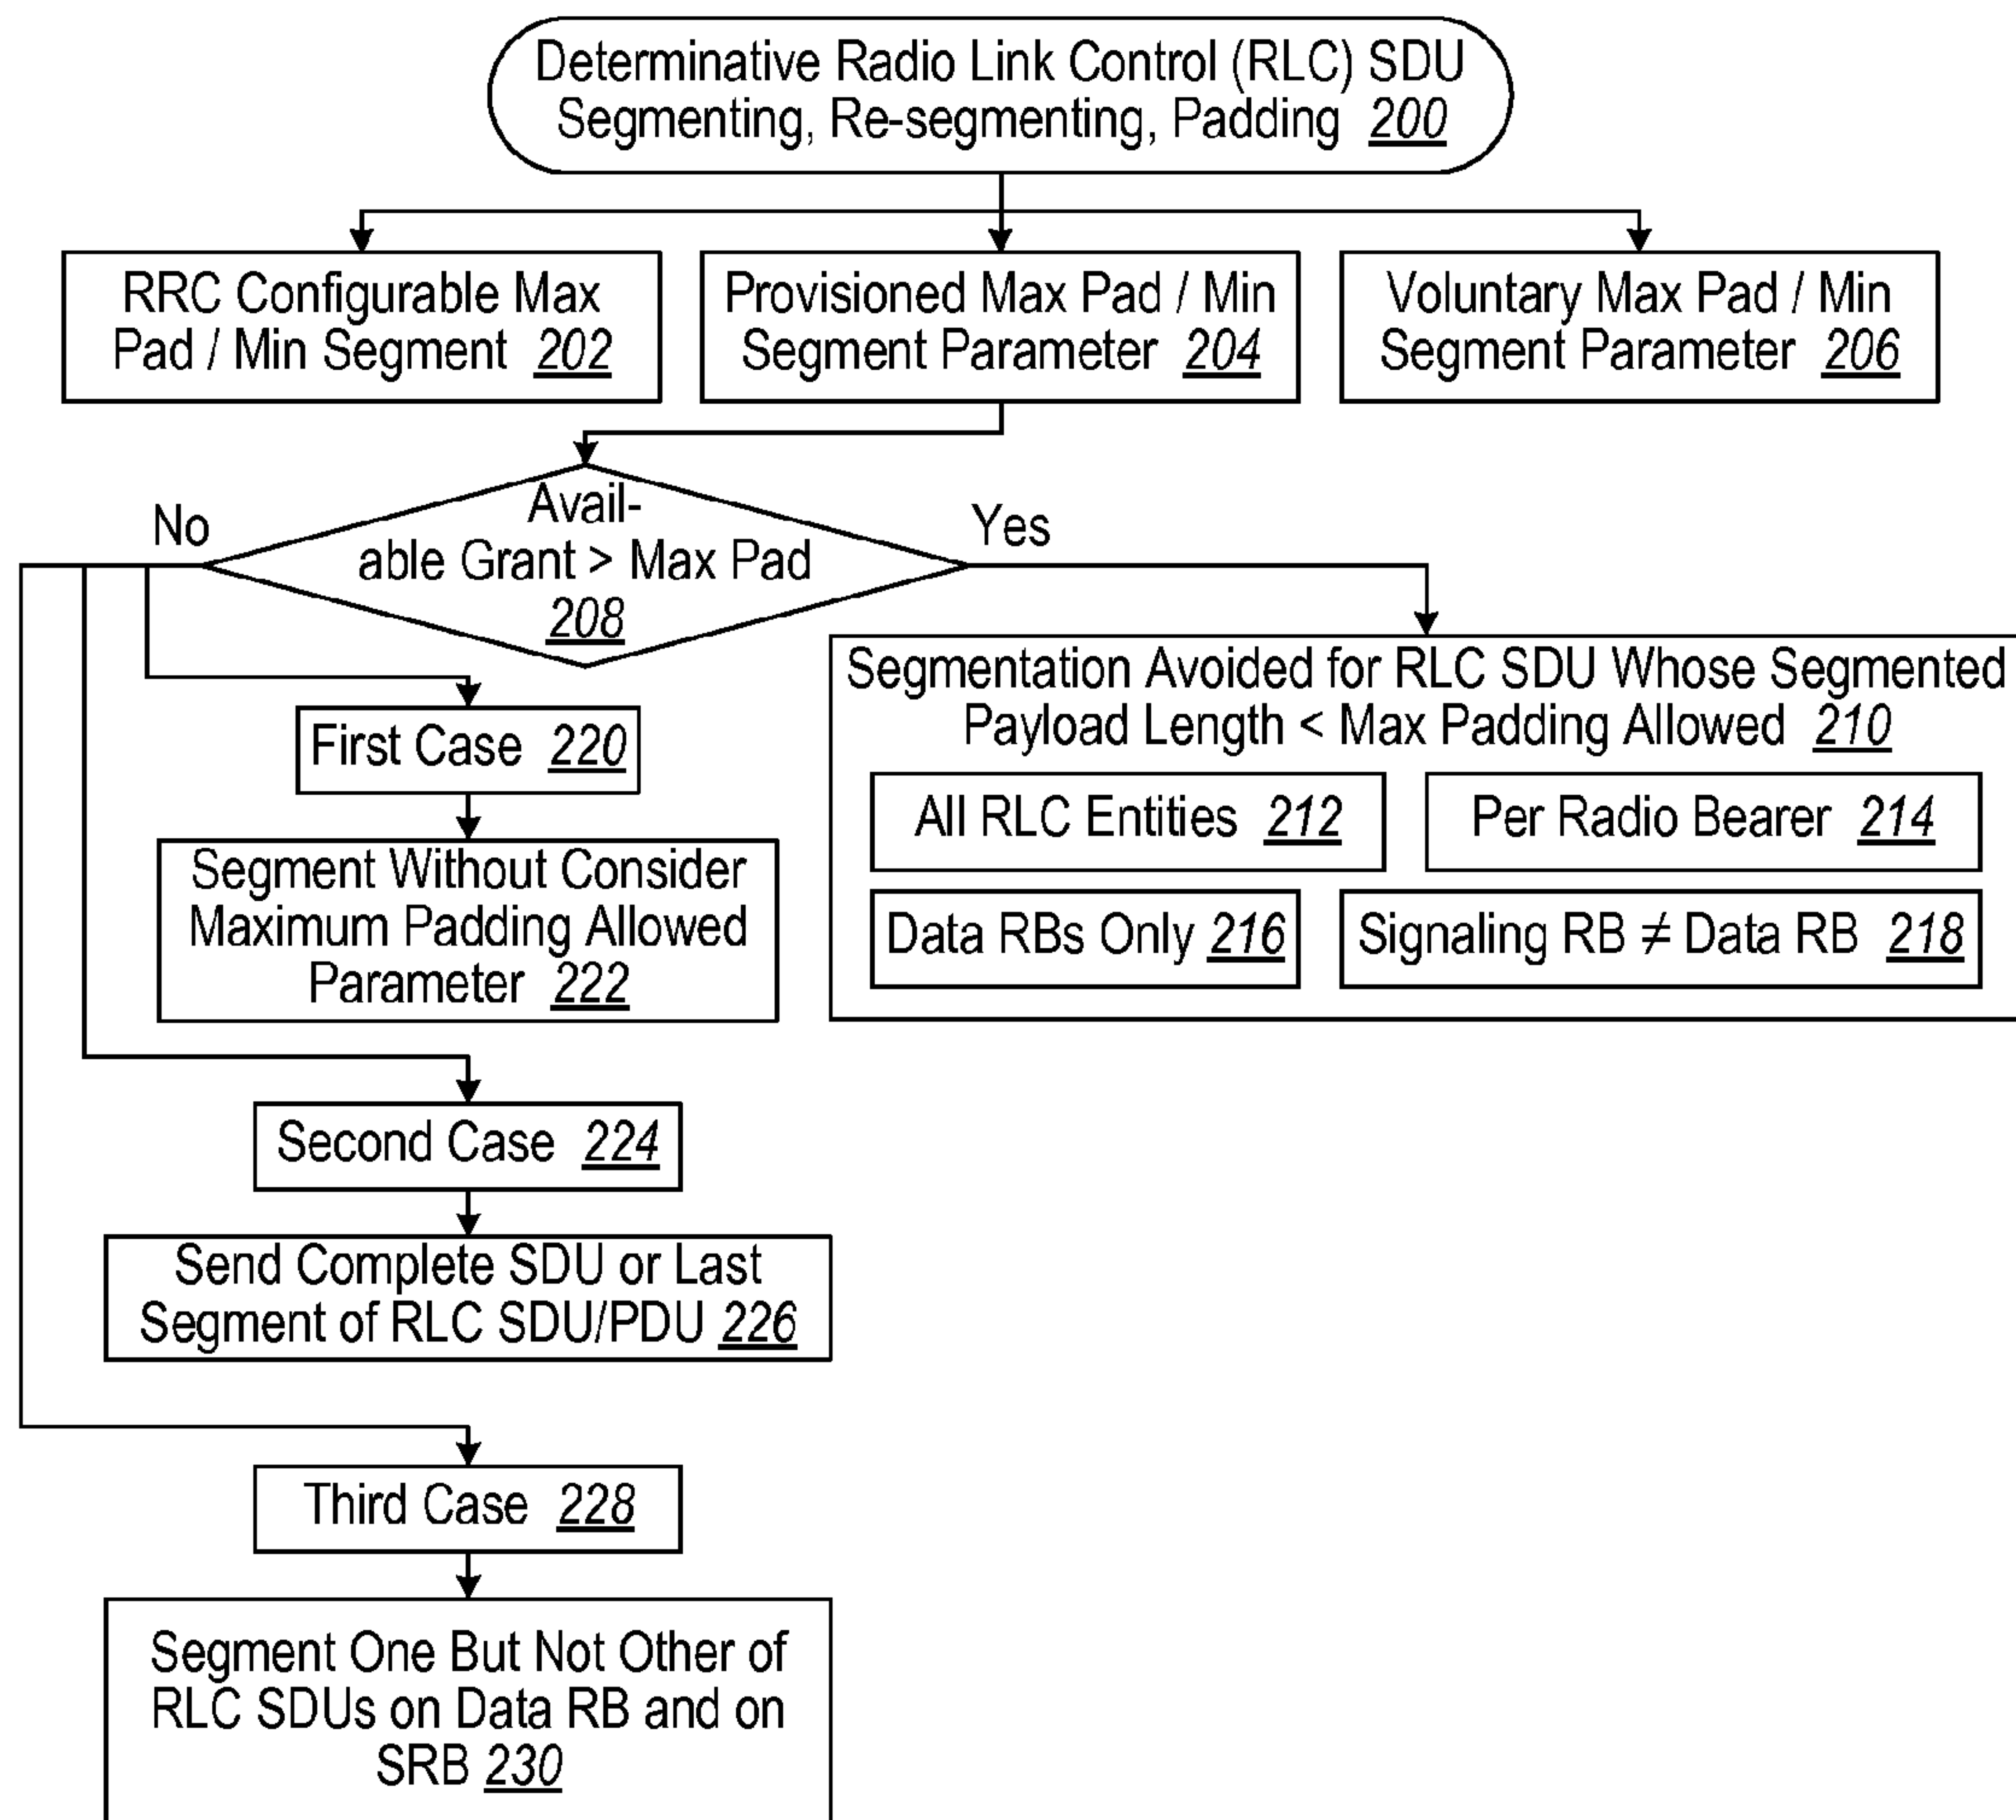 Determinative Radio Link Control (RLC) SDU
Segmenting, Re-segmenting, Padding 200
RRC Configurable Max
Pad / Min Segment 202
Provisioned Max Pad / Min
Segment Parameter 204
Voluntary Max Pad / Min
Segment Parameter 206
No
Avail-
able Grant > Max Pad
208
Yes
Segmentation Avoided for RLC SDU Whose Segmented
Payload Length < Max Padding Allowed 210
All RLC Entities 212
Per Radio Bearer 214
Data RBs Only 216
Signaling RB ≠ Data RB 218
First Case 220
Segment Without Consider
Maximum Padding Allowed
Parameter 222
Second Case 224
Send Complete SDU or Last
Segment of RLC SDU/PDU 226
Third Case 228
Segment One But Not Other of
RLC SDUs on Data RB and on
SRB 230